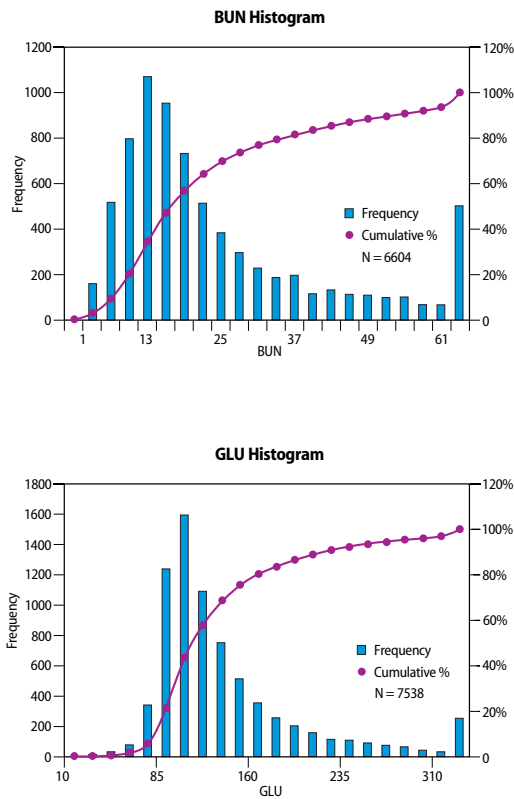 BUN Histogram
1200
1000
800
600
400
200
0
Frequency
120%
100%
80%
60%
40%
20%
0
Frequency
Cumulative %
N = 6604
1 13 25 37 49 61
BUN
GLU Histogram
1800
1600
1400
1200
1000
800
600
400
200
0
Frequency
120%
100%
80%
60%
40%
20%
0
Frequency
Cumulative %
N = 7538
10 85 160 235 310
GLU